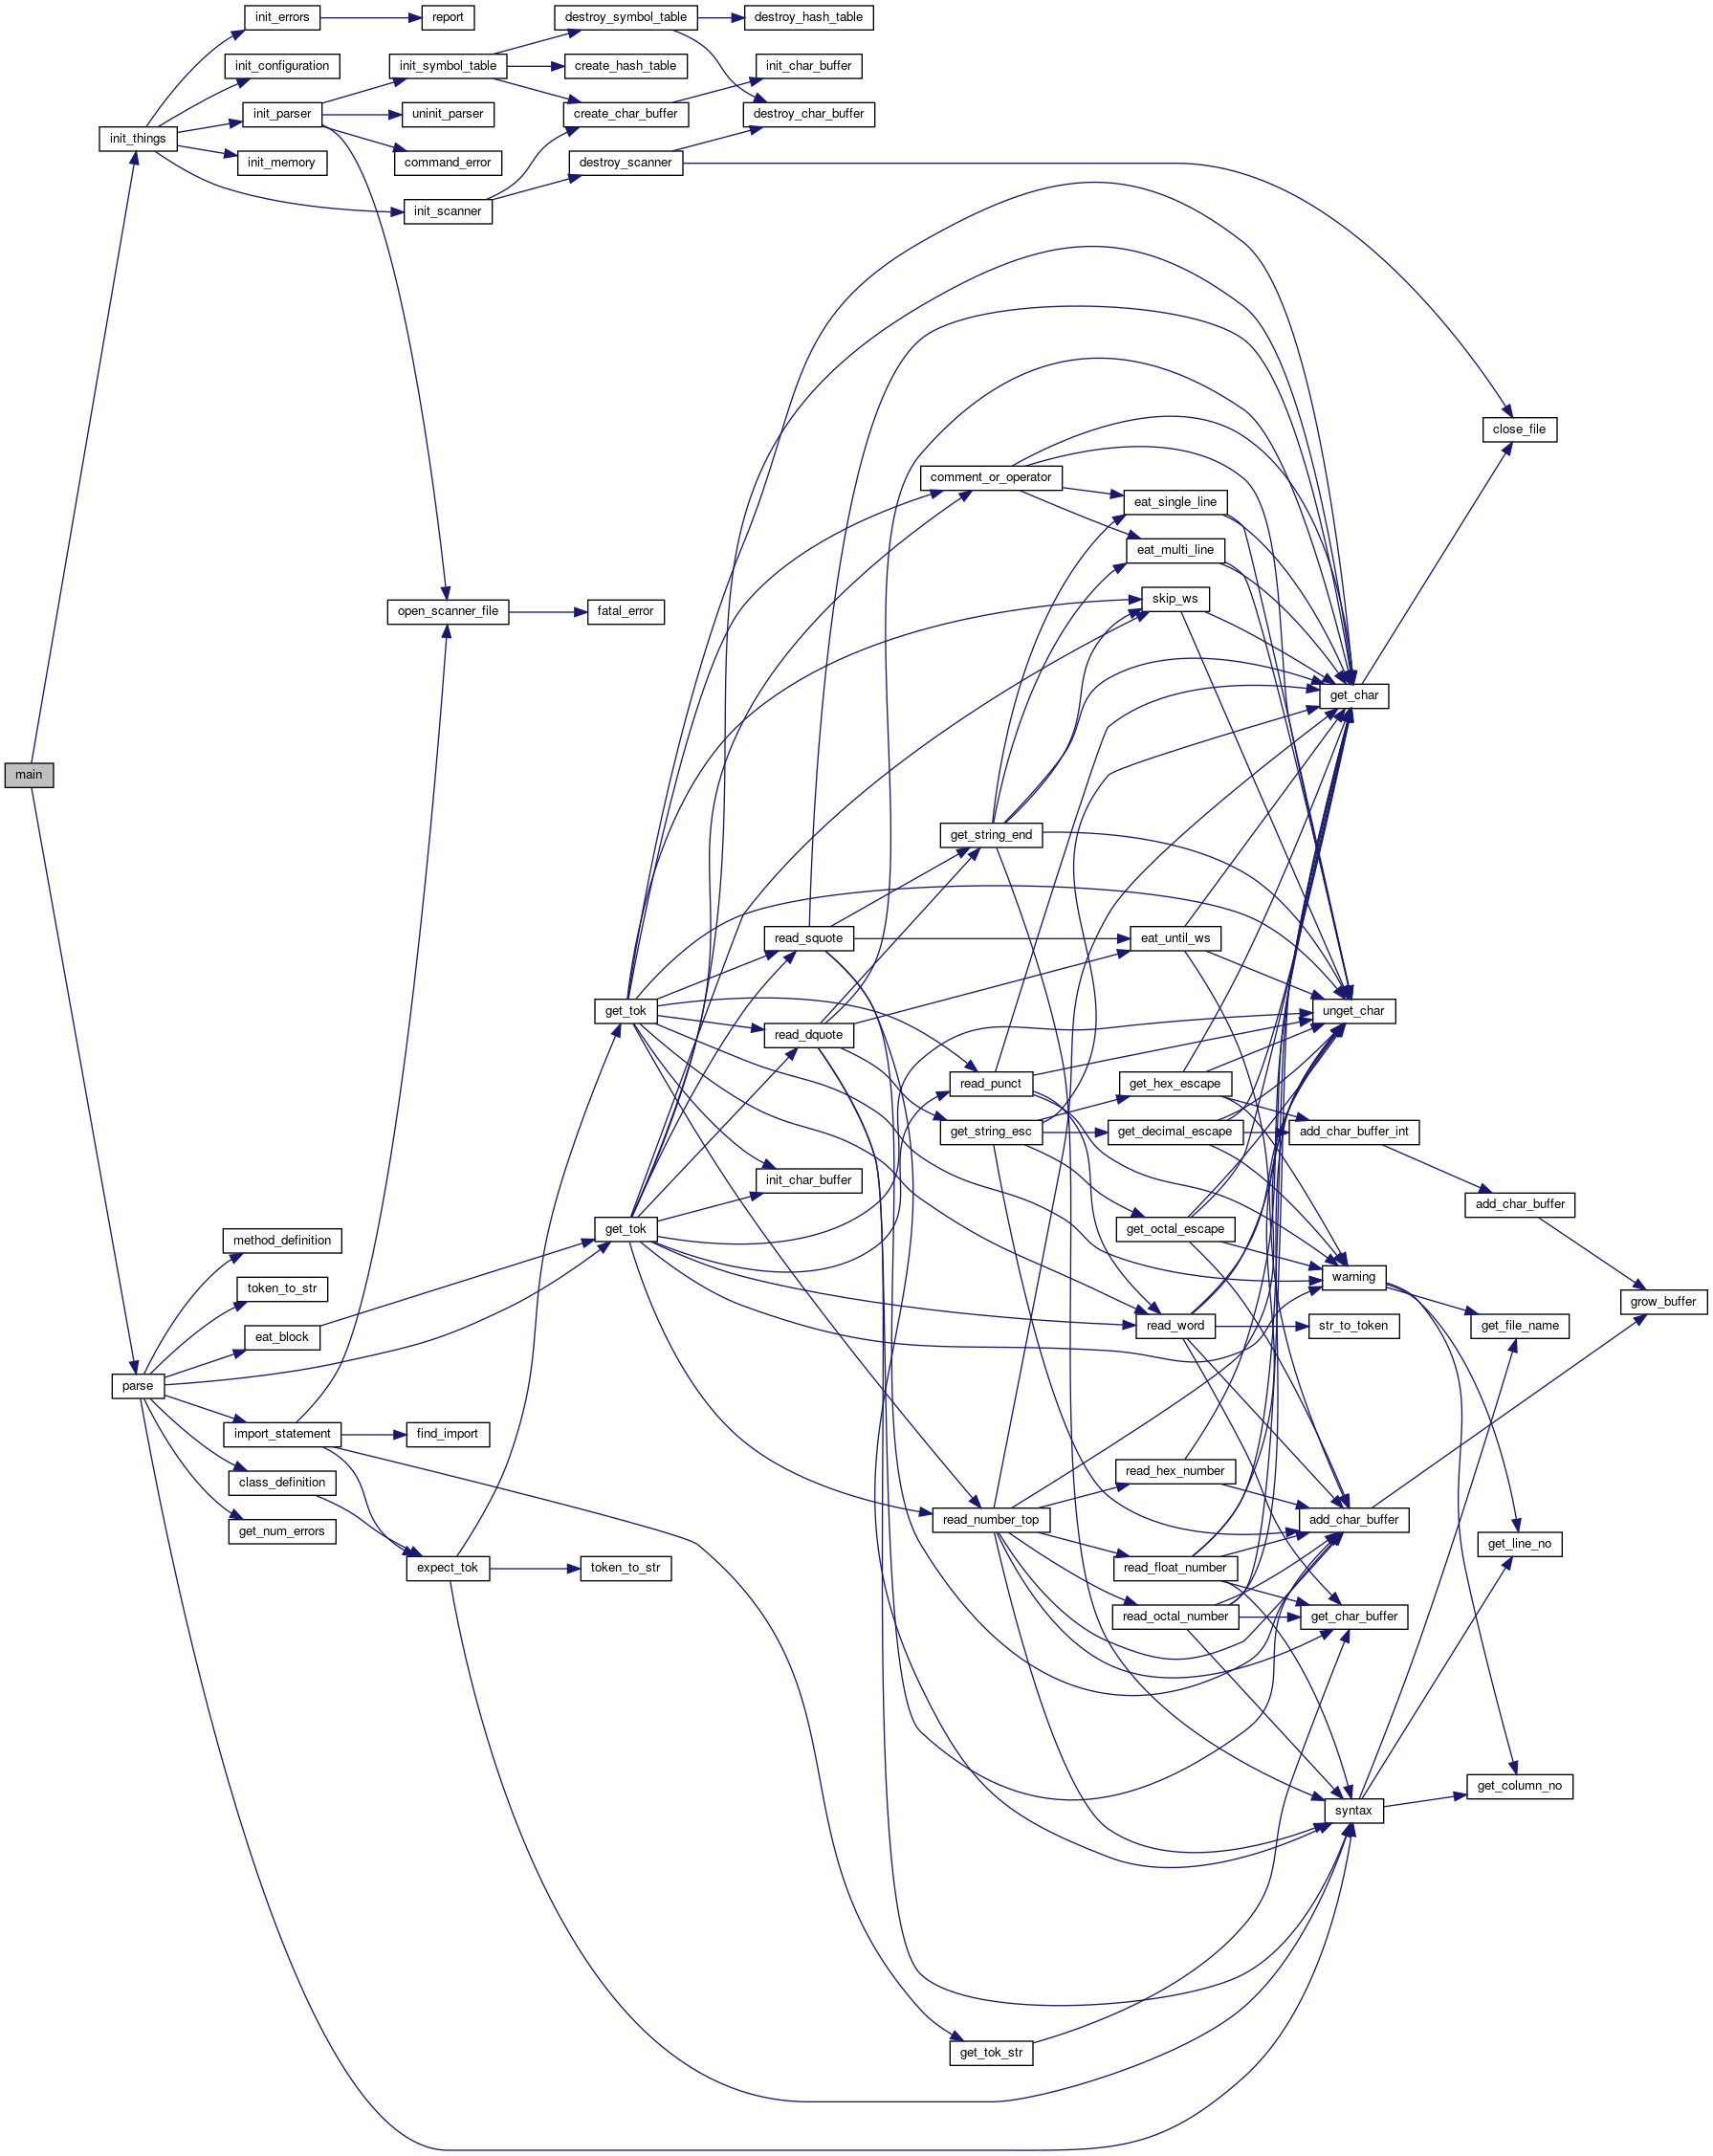 init_errors
report
destroy_symbol_table
destroy_hash_table
init_configuration
init_symbol_table
create_hash_table
init_char_buffer
init_parser
uninit_parser
create_char_buffer
destroy_char_buffer
init_things
init_memory
command_error
destroy_scanner
init_scanner
close_file
comment_or_operator
eat_single_line
eat_multi_line
skip_ws
open_scanner_file
fatal_error
get_char
main
get_string_end
read_squote
eat_until_ws
get_tok
unget_char
read_dquote
read_punct
get_hex_escape
get_string_esc
get_decimal_escape
add_char_buffer_int
init_char_buffer
add_char_buffer
get_tok
get_octal_escape
method_definition
warning
token_to_str
grow_buffer
eat_block
read_word
str_to_token
get_file_name
parse
import_statement
find_import
class_definition
read_hex_number
get_num_errors
read_number_top
add_char_buffer
get_line_no
expect_tok
token_to_str
read_float_number
read_octal_number
get_char_buffer
get_column_no
syntax
get_tok_str